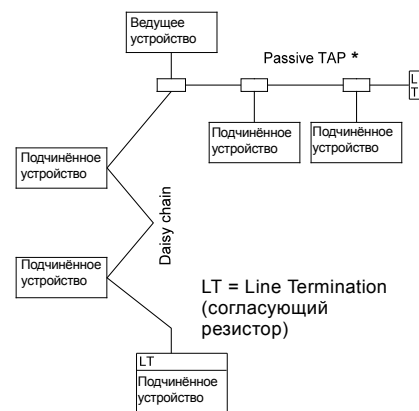 Ведущее
устройство
Passive TAP *
L
T
Подчинённое
устройство
Подчинённое
устройство
Подчинённое
устройство
Daisy chain
Подчинённое
устройство
LT = Line Termination
(согласующий
резистор)
LT
Подчинённое
устройство